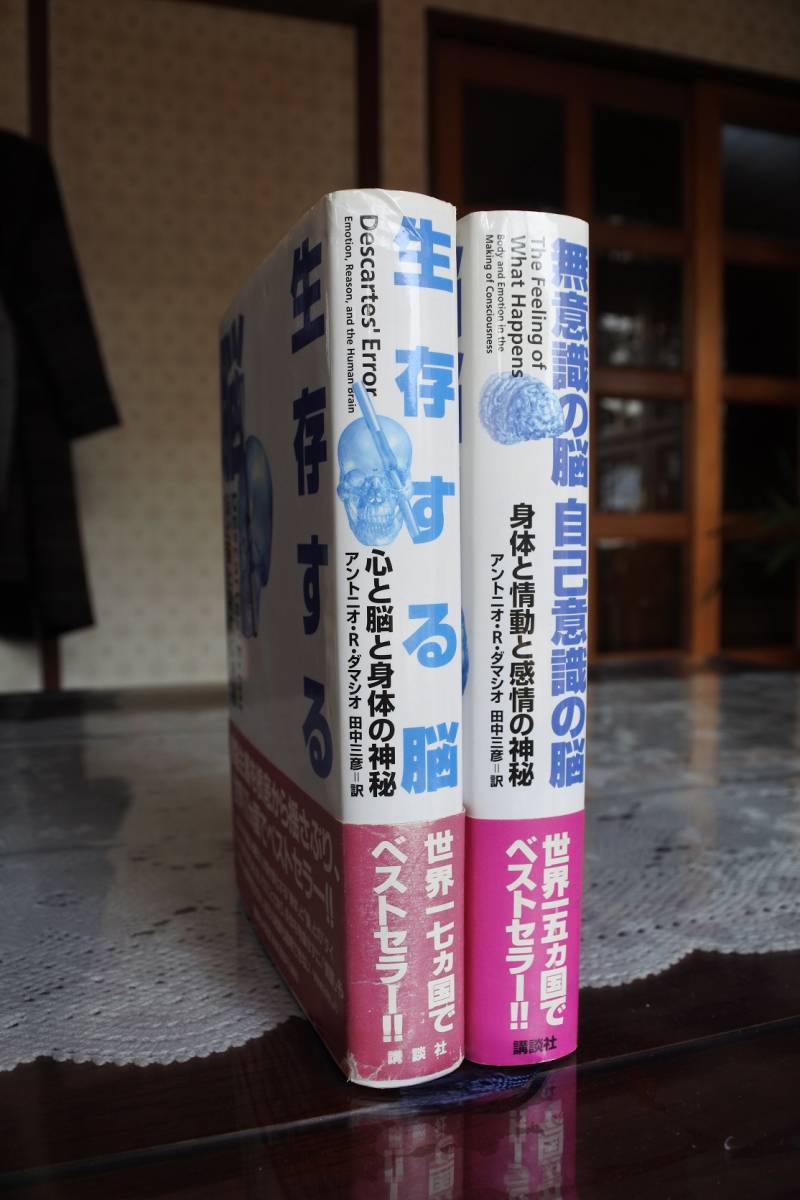 生存する
脳
Descartes' Error
Emotion, Reason, and the Human Brain
生存する脳
心と脳と身体の神秘
アントニオ・R・ダマシオ 田中三彦=訳
世界一七ヵ国で
ベストセラー!!
講談社
The Feeling of
What Happens
Body and Emotion in the
Making of Consciousness
無意識の脳 自己意識の脳
身体と情動と感情の神秘
アントニオ・R・ダマシオ 田中三彦=訳
世界一五ヵ国で
ベストセラー!!
講談社